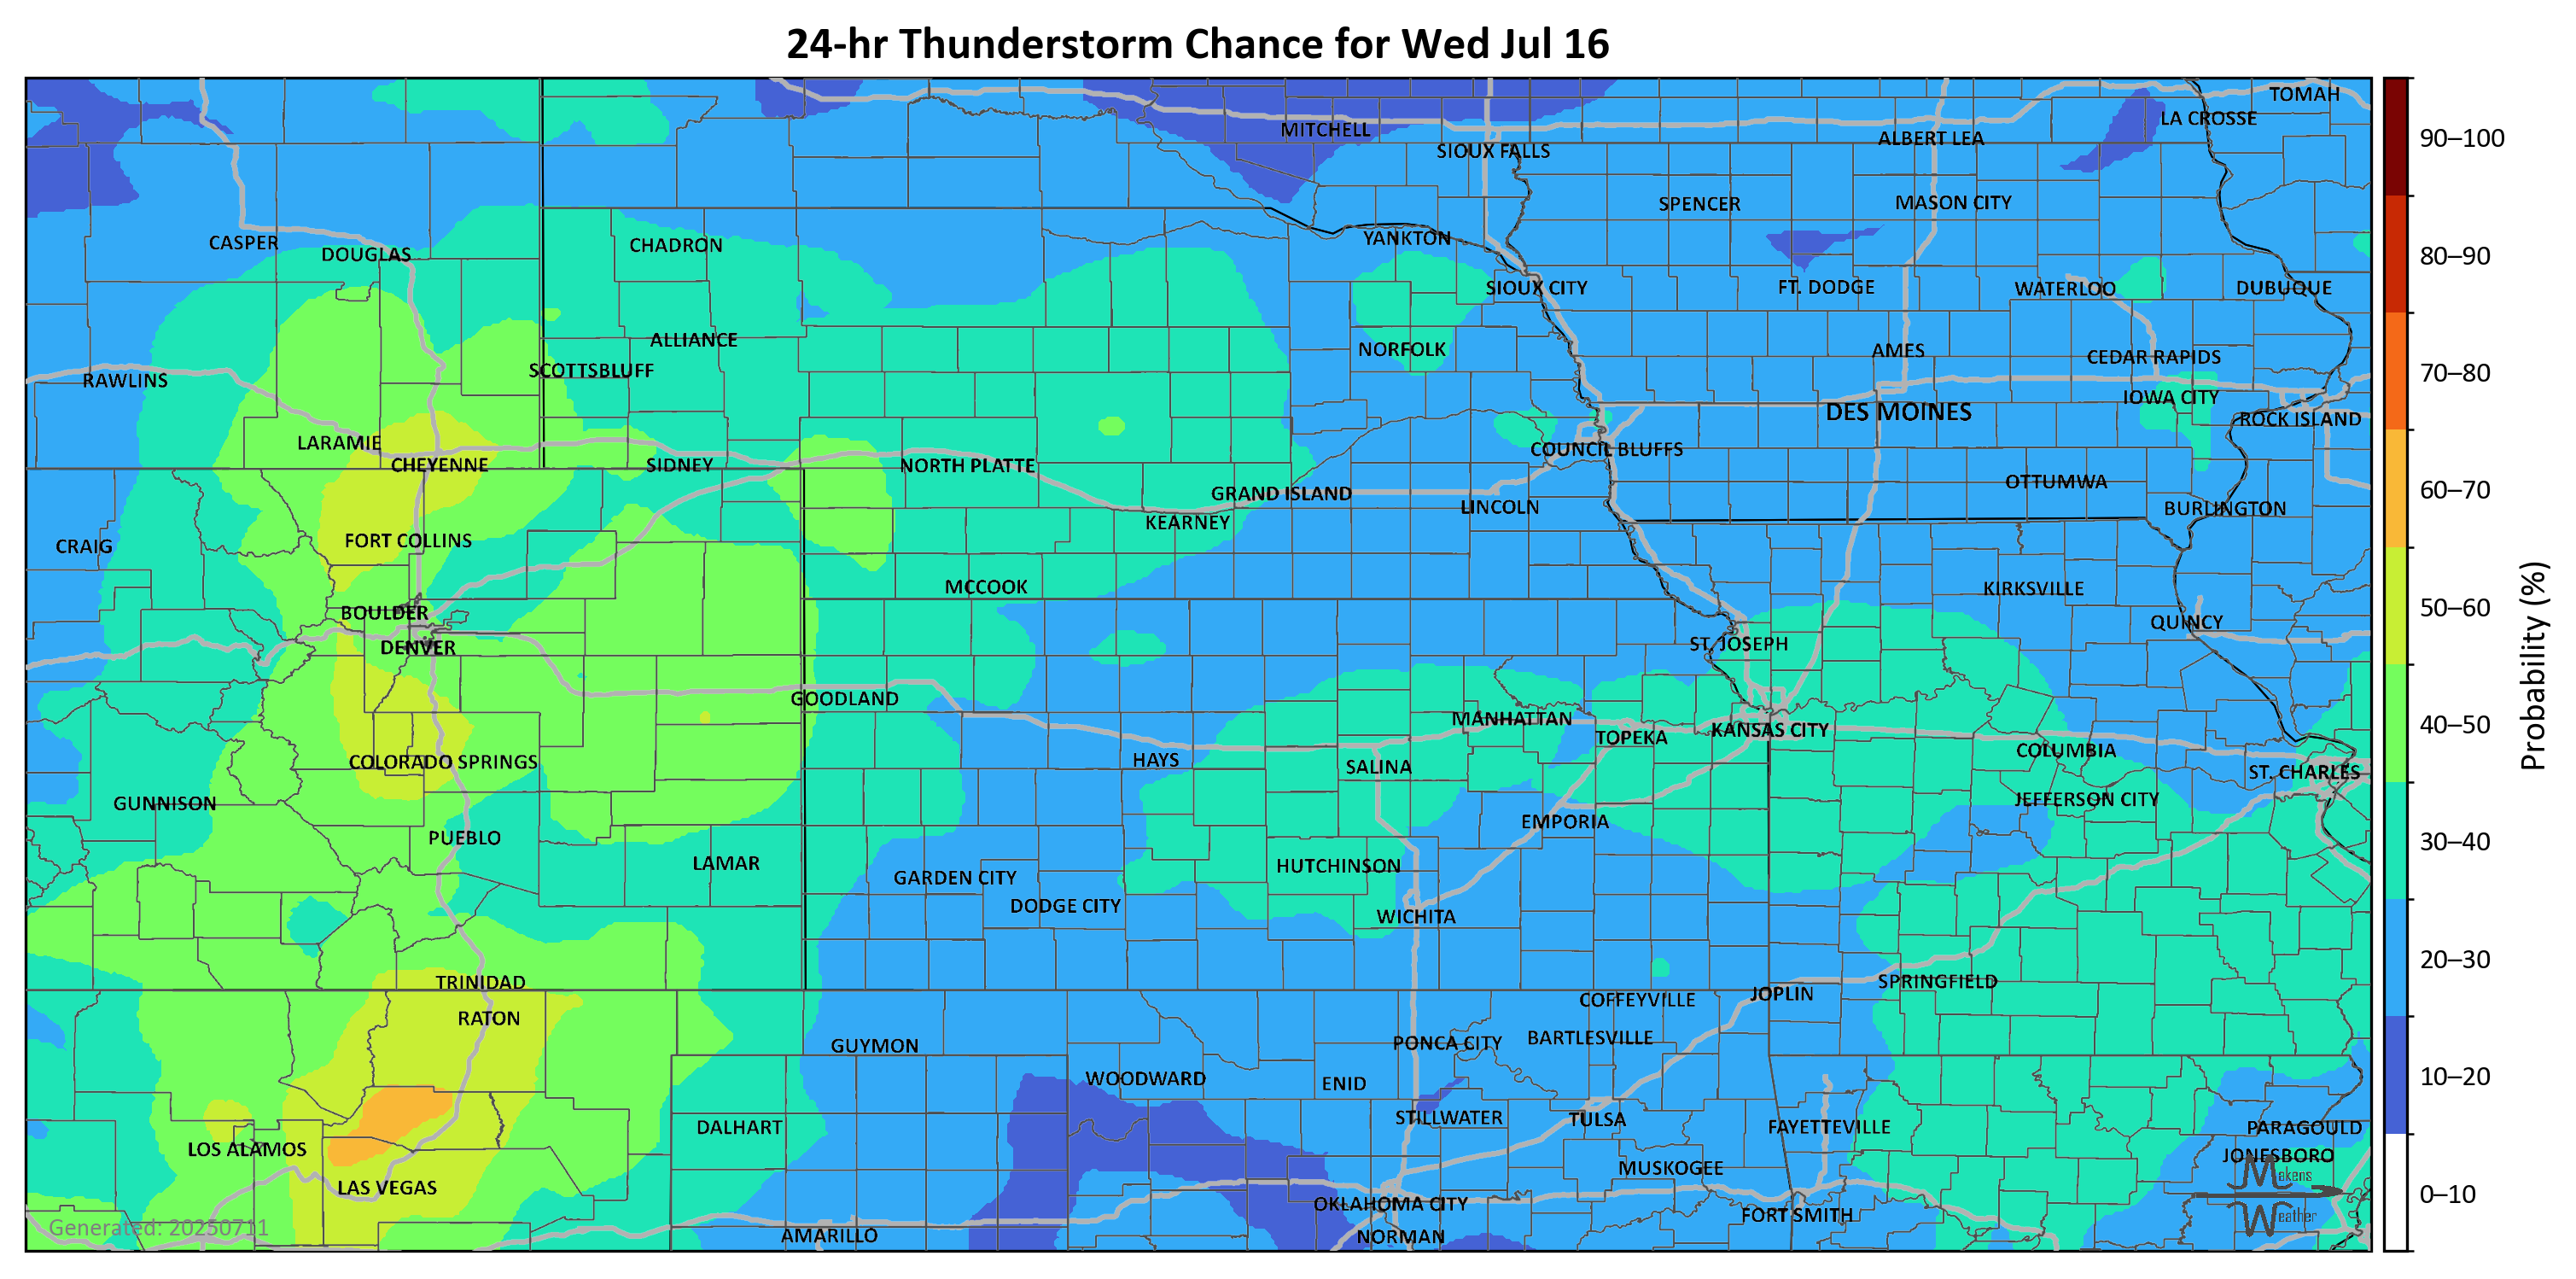 24-hr Thunderstorm Chance for Wed Jul 16
TOMAH
LA CROSSE
MITCHELL
ALBERT LEA
90–100
SIOUX FALLS
SPENCER
MASON CITY
CASPER
DOUGLAS
CHADRON
YANKTON
80–90
SIOUX CITY
FT. DODGE
WATERLOO
DUBUQUE
ALLIANCE
NORFOLK
AMES
CEDAR RAPIDS
RAWLINS
SCOTTSBLUFF
70–80
IOWA CITY
DES MOINES
ROCK ISLAND
LARAMIE
COUNCIL BLUFFS
CHEYENNE
SIDNEY
NORTH PLATTE
OTTUMWA
60–70
GRAND ISLAND
LINCOLN
BURLINGTON
KEARNEY
CRAIG
FORT COLLINS
MCCOOK
KIRKSVILLE
50–60
BOULDER
QUINCY
DENVER
ST. JOSEPH
Probability (%)
GOODLAND
MANHATTAN
TOPEKA
KANSAS CITY
40–50
COLUMBIA
COLORADO SPRINGS
HAYS
SALINA
ST. CHARLES
GUNNISON
JEFFERSON CITY
PUEBLO
EMPORIA
30–40
LAMAR
HUTCHINSON
GARDEN CITY
DODGE CITY
WICHITA
20–30
TRINIDAD
SPRINGFIELD
COFFEYVILLE
JOPLIN
RATON
GUYMON
PONCA CITY
BARTLESVILLE
WOODWARD
ENID
10–20
STILLWATER
TULSA
DALHART
FAYETTEVILLE
PARAGOULD
LOS ALAMOS
JONESBORO
MUSKOGEE
Makens
LAS VEGAS
0–10
OKLAHOMA CITY
FORT SMITH
Weather
Generated: 20250711
AMARILLO
NORMAN